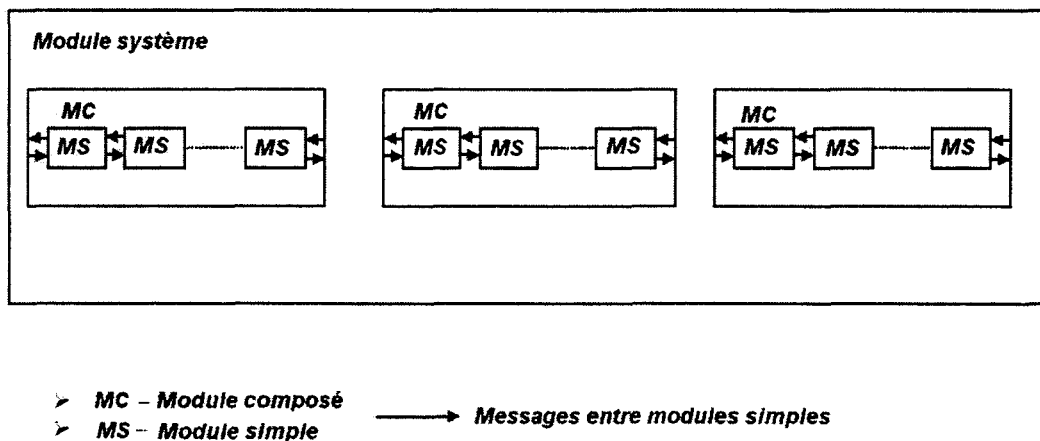 Module système
MC MC MC
MS MS MS MS MS MS MS MS MS
MC – Module composé
MS – Module simple
Messages entre modules simples